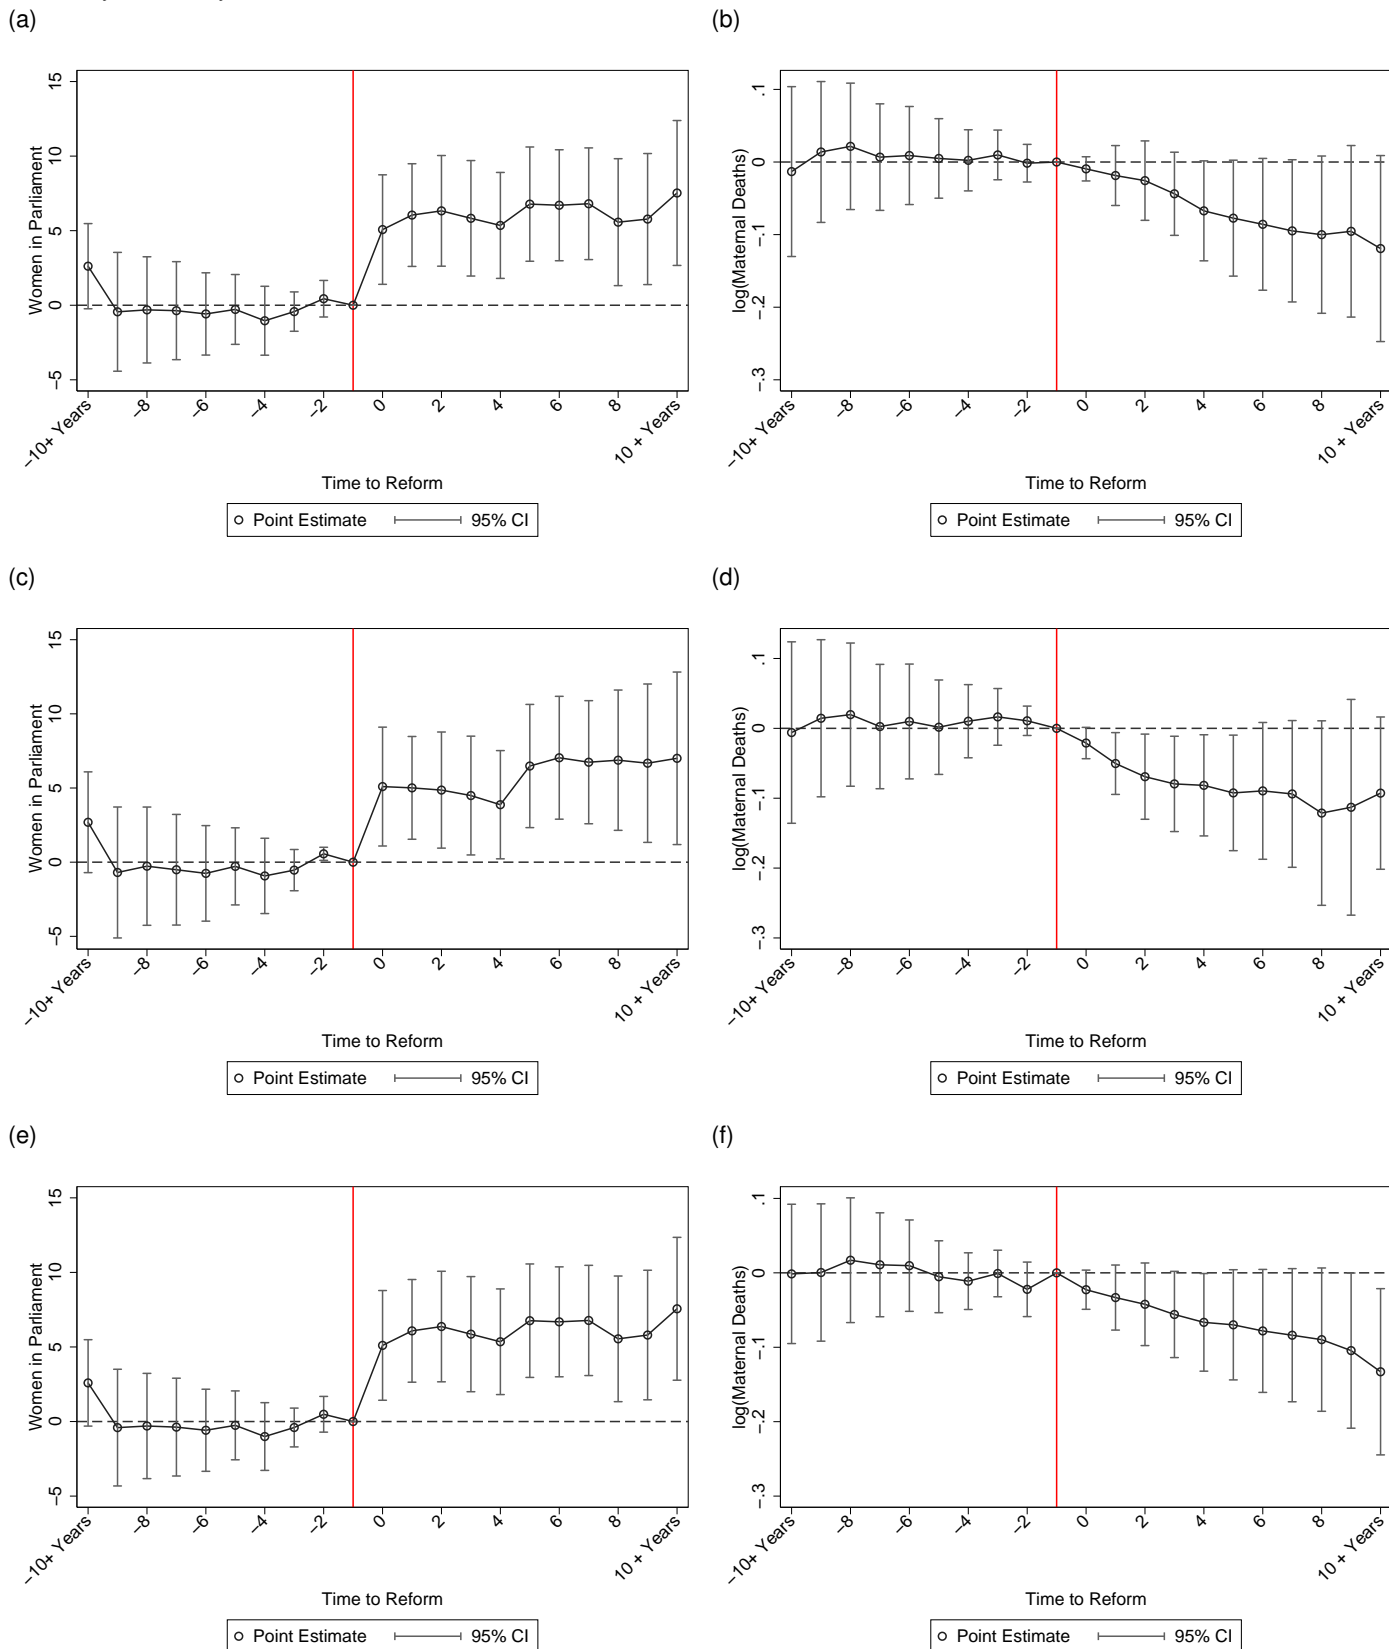 (a)
Women in Parliament
15
10
5
0
−5
−10+ Years
−8
−6
−4
−2
0
2
4
6
8
10 + Years
Time to Reform
Point Estimate 95% CI
(b)
log(Maternal Deaths)
.1
0
−.1
−.2
−.3
−10+ Years
−8
−6
−4
−2
0
2
4
6
8
10 + Years
Time to Reform
Point Estimate 95% CI
(c)
Women in Parliament
15
10
5
0
−5
−10+ Years
−8
−6
−4
−2
0
2
4
6
8
10 + Years
Time to Reform
Point Estimate 95% CI
(d)
log(Maternal Deaths)
.1
0
−.1
−.2
−.3
−10+ Years
−8
−6
−4
−2
0
2
4
6
8
10 + Years
Time to Reform
Point Estimate 95% CI
(e)
Women in Parliament
15
10
5
0
−5
−10+ Years
−8
−6
−4
−2
0
2
4
6
8
10 + Years
Time to Reform
Point Estimate 95% CI
(f)
log(Maternal Deaths)
.1
0
−.1
−.2
−.3
−10+ Years
−8
−6
−4
−2
0
2
4
6
8
10 + Years
Time to Reform
Point Estimate 95% CI